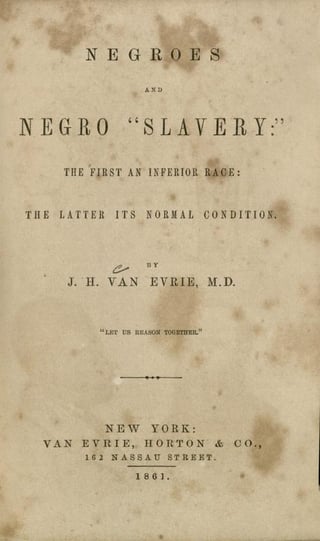 NEGROES
AND
NEGRO "SLAVERY:"
THE FIRST AN INFERIOR RACE:
THE LATTER ITS NORMAL CONDITION.
BY
J. H. VAN EVRIE, M.D.
"LET US REASON TOGETHER."
NEW YORK:
VAN EVRIE, HORTON & CO.,
162 NASSAU STREET.
1861.